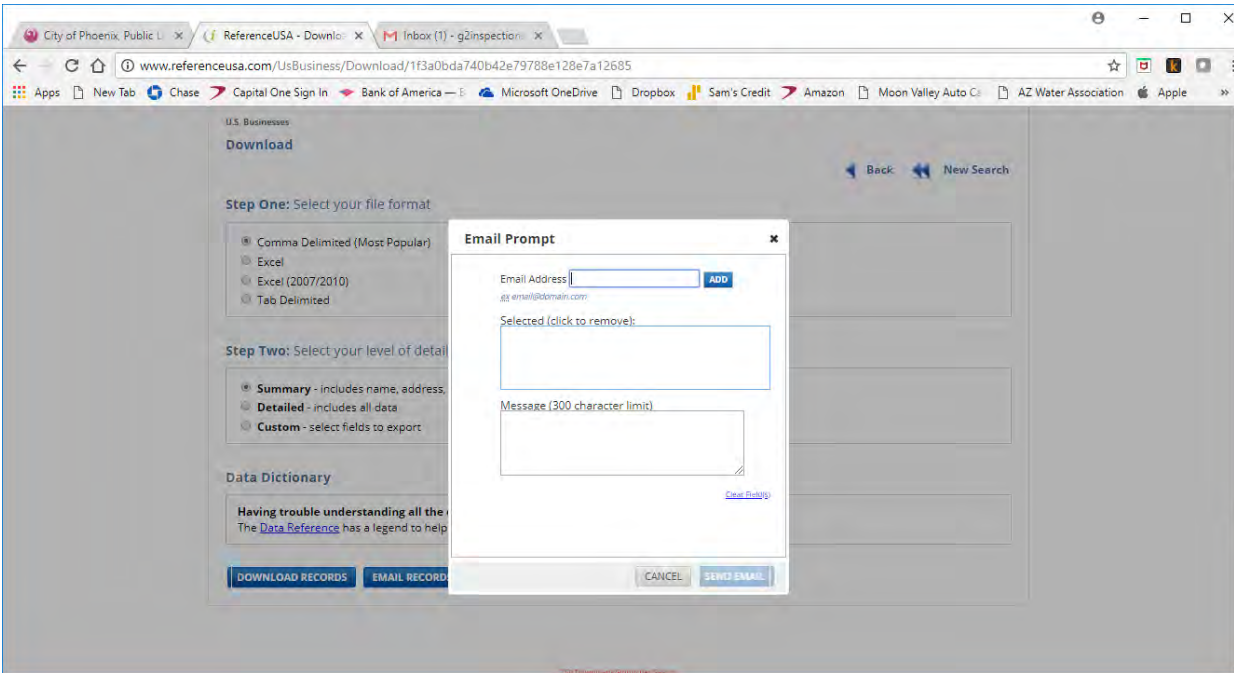 City of Phoenix, Public L
ReferenceUSA - Downlo
Inbox (1) - g2inspection
www.referenceusa.com/UsBusiness/Download/1f3a0bda740b42e79788e128e7a12685
Apps New Tab Chase Capital One Sign In Bank of America — Microsoft OneDrive Dropbox Sam's Credit Amazon Moon Valley Auto Ca AZ Water Association Apple »
U.S. Businesses
Download
Back New Search
Step One: Select your file format
Comma Delimited (Most Popular)
Excel
Excel (2007/2010)
Tab Delimited
Step Two: Select your level of detail
Summary - includes name, address,
Detailed - includes all data
Custom - select fields to export
Data Dictionary
Having trouble understanding all the
The Data Reference has a legend to help
DOWNLOAD RECORDS EMAIL RECORD
Email Prompt
Email Address ADD
ex email@domain.com
Selected (click to remove):
Message (300 character limit)
Clear Field(s)
CANCEL SEND EMAIL